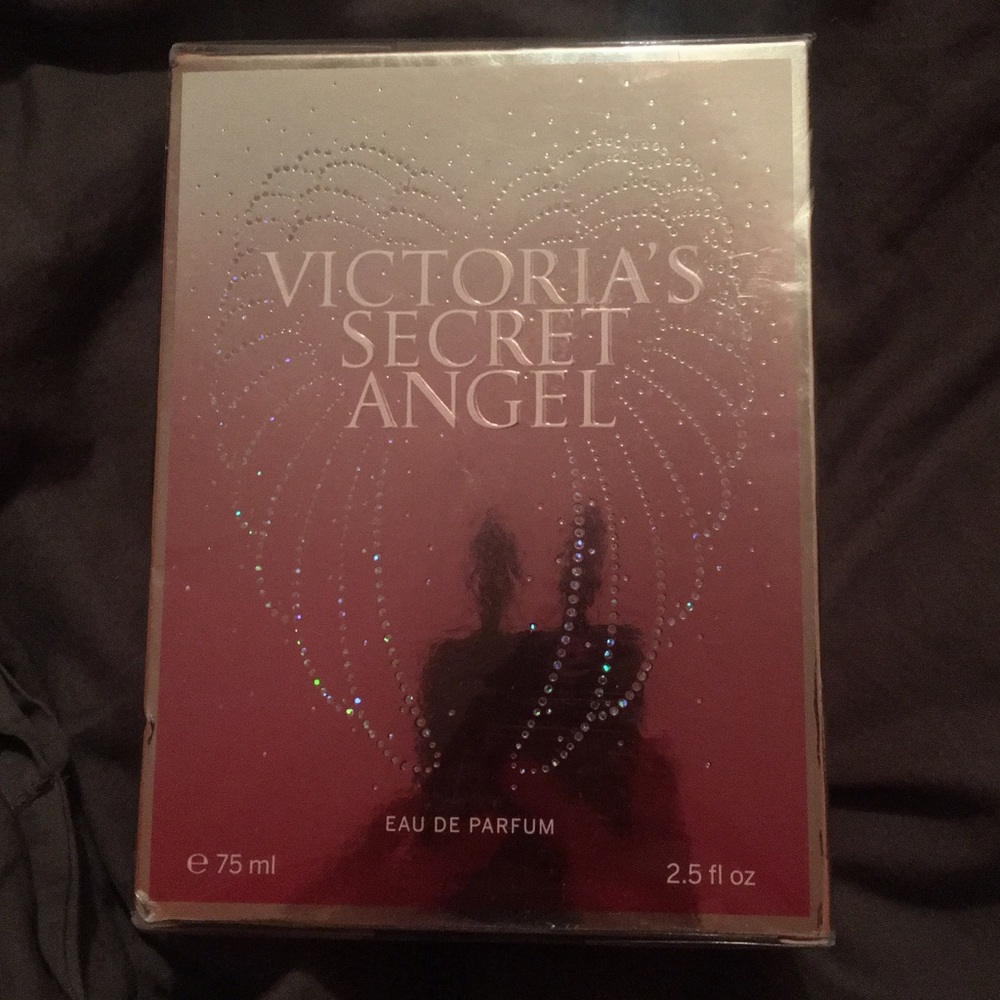 VICTORIA'S
SECRET
ANGEL
EAU DE PARFUM
℮ 75 ml
2.5 fl oz